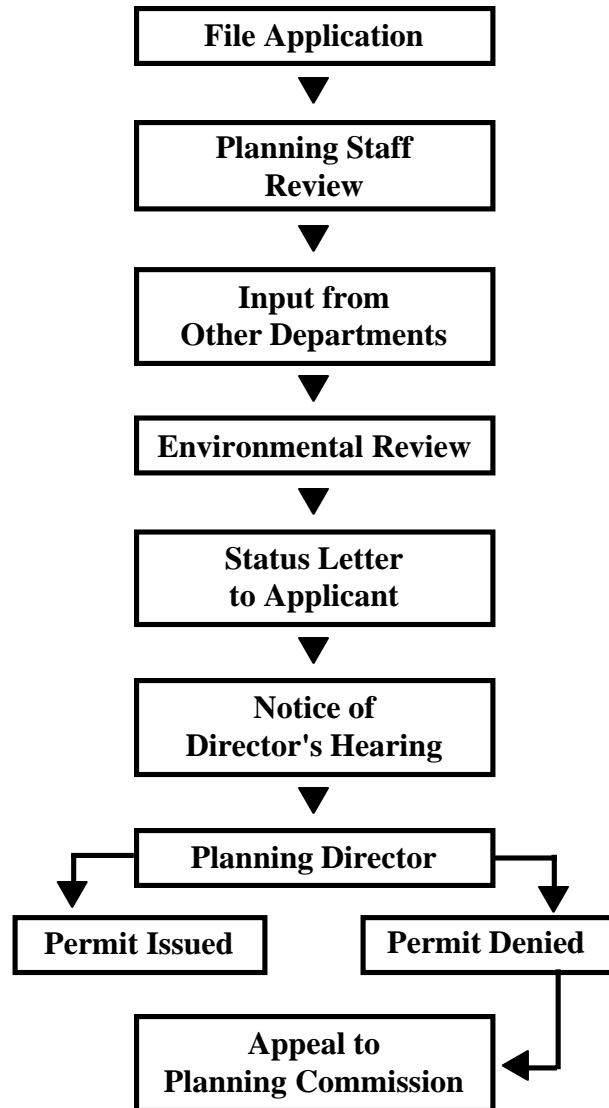 File Application
Planning Staff
Review
Input from
Other Departments
Environmental Review
Status Letter
to Applicant
Notice of
Director's Hearing
Planning Director
Permit Issued
Permit Denied
Appeal to
Planning Commission